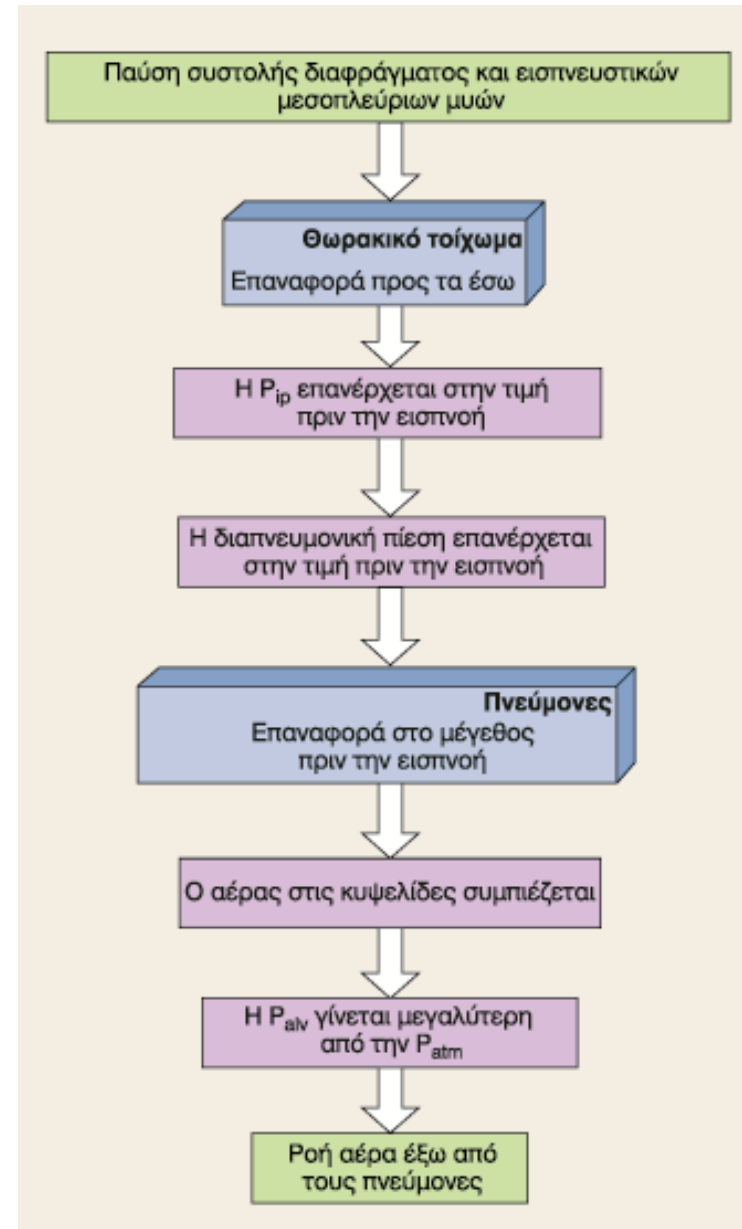 Παύση συστολής διαφράγματος και εισπνευστικών
μεσοπλεύριων μυών
Θωρακικό τοίχωμα
Επαναφορά προς τα έσω
Η Pip επανέρχεται στην τιμή
πριν την εισπνοή
Η διαπνευμονική πίεση επανέρχεται
στην τιμή πριν την εισπνοή
Πνεύμονες
Επαναφορά στο μέγεθος
πριν την εισπνοή
Ο αέρας στις κυψελίδες συμπιέζεται
Η Palv γίνεται μεγαλύτερη
από την Patm
Ροή αέρα έξω από
τους πνεύμονες